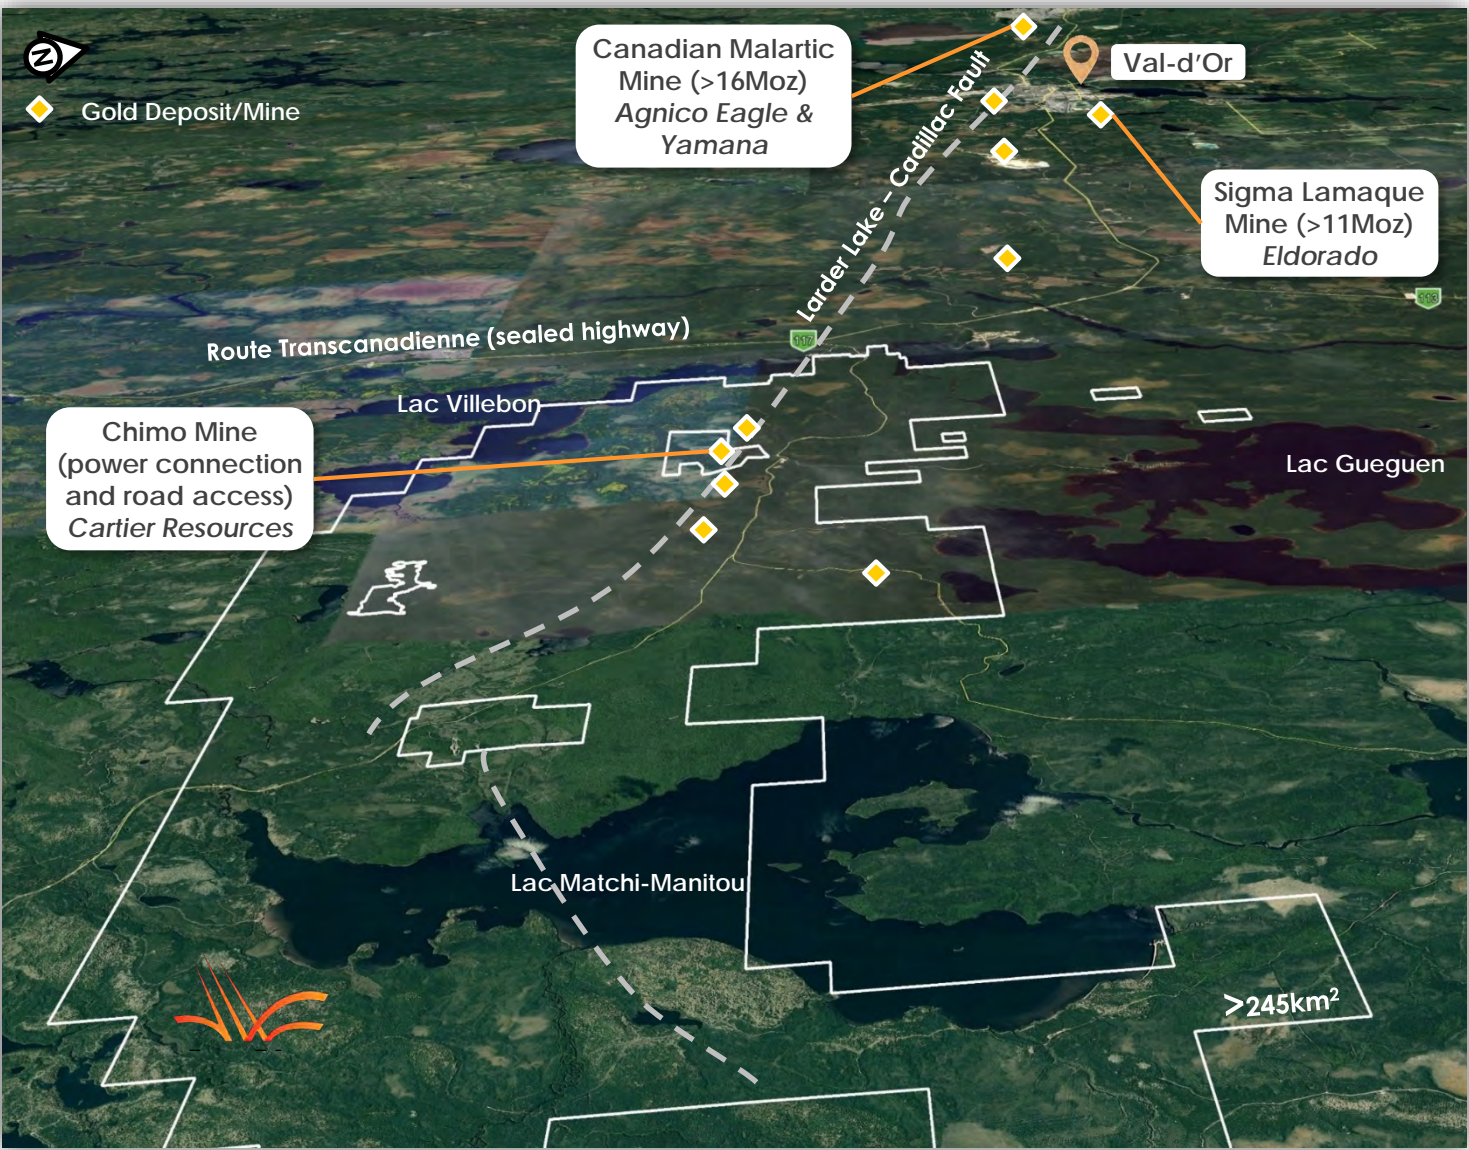 N
Gold Deposit/Mine
Canadian Malartic
Mine (>16Moz)
Agnico Eagle &
Yamana
Val-d'Or
Larder Lake – Cadillac Fault
Sigma Lamaque
Mine (>11Moz)
Eldorado
113
117
Route Transcanadienne (sealed highway)
Lac Villebon
Chimo Mine
(power connection
and road access)
Cartier Resources
Lac Gueguen
Lac Matchi-Manitou
>245km²